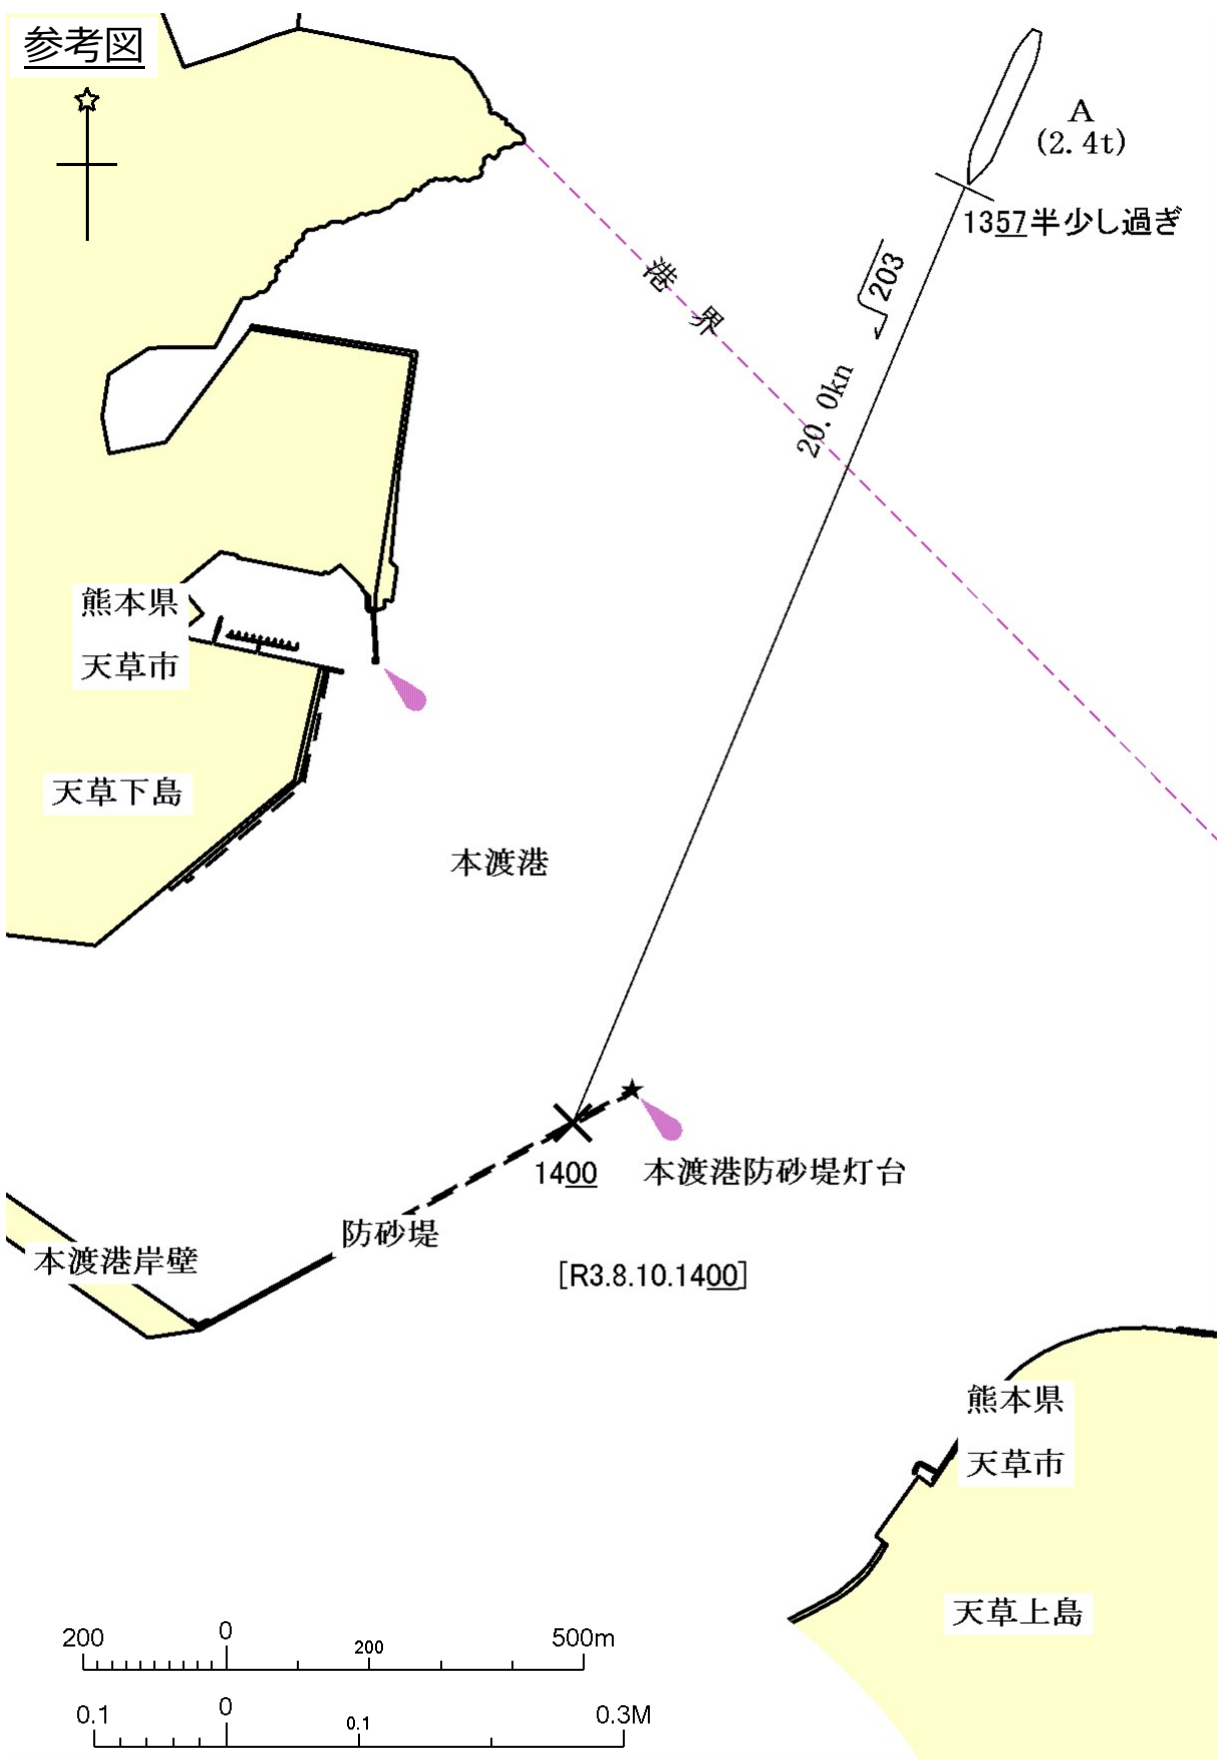 参考図
A
(2.4t)
1357半少し過ぎ
203
港界
20.0kn
熊本県
天草市
天草下島
本渡港
1400
本渡港防砂堤灯台
防砂堤
本渡港岸壁
[R3.8.10.1400]
熊本県
天草市
天草上島
200 0 200 500m
0.1 0 0.1 0.3M